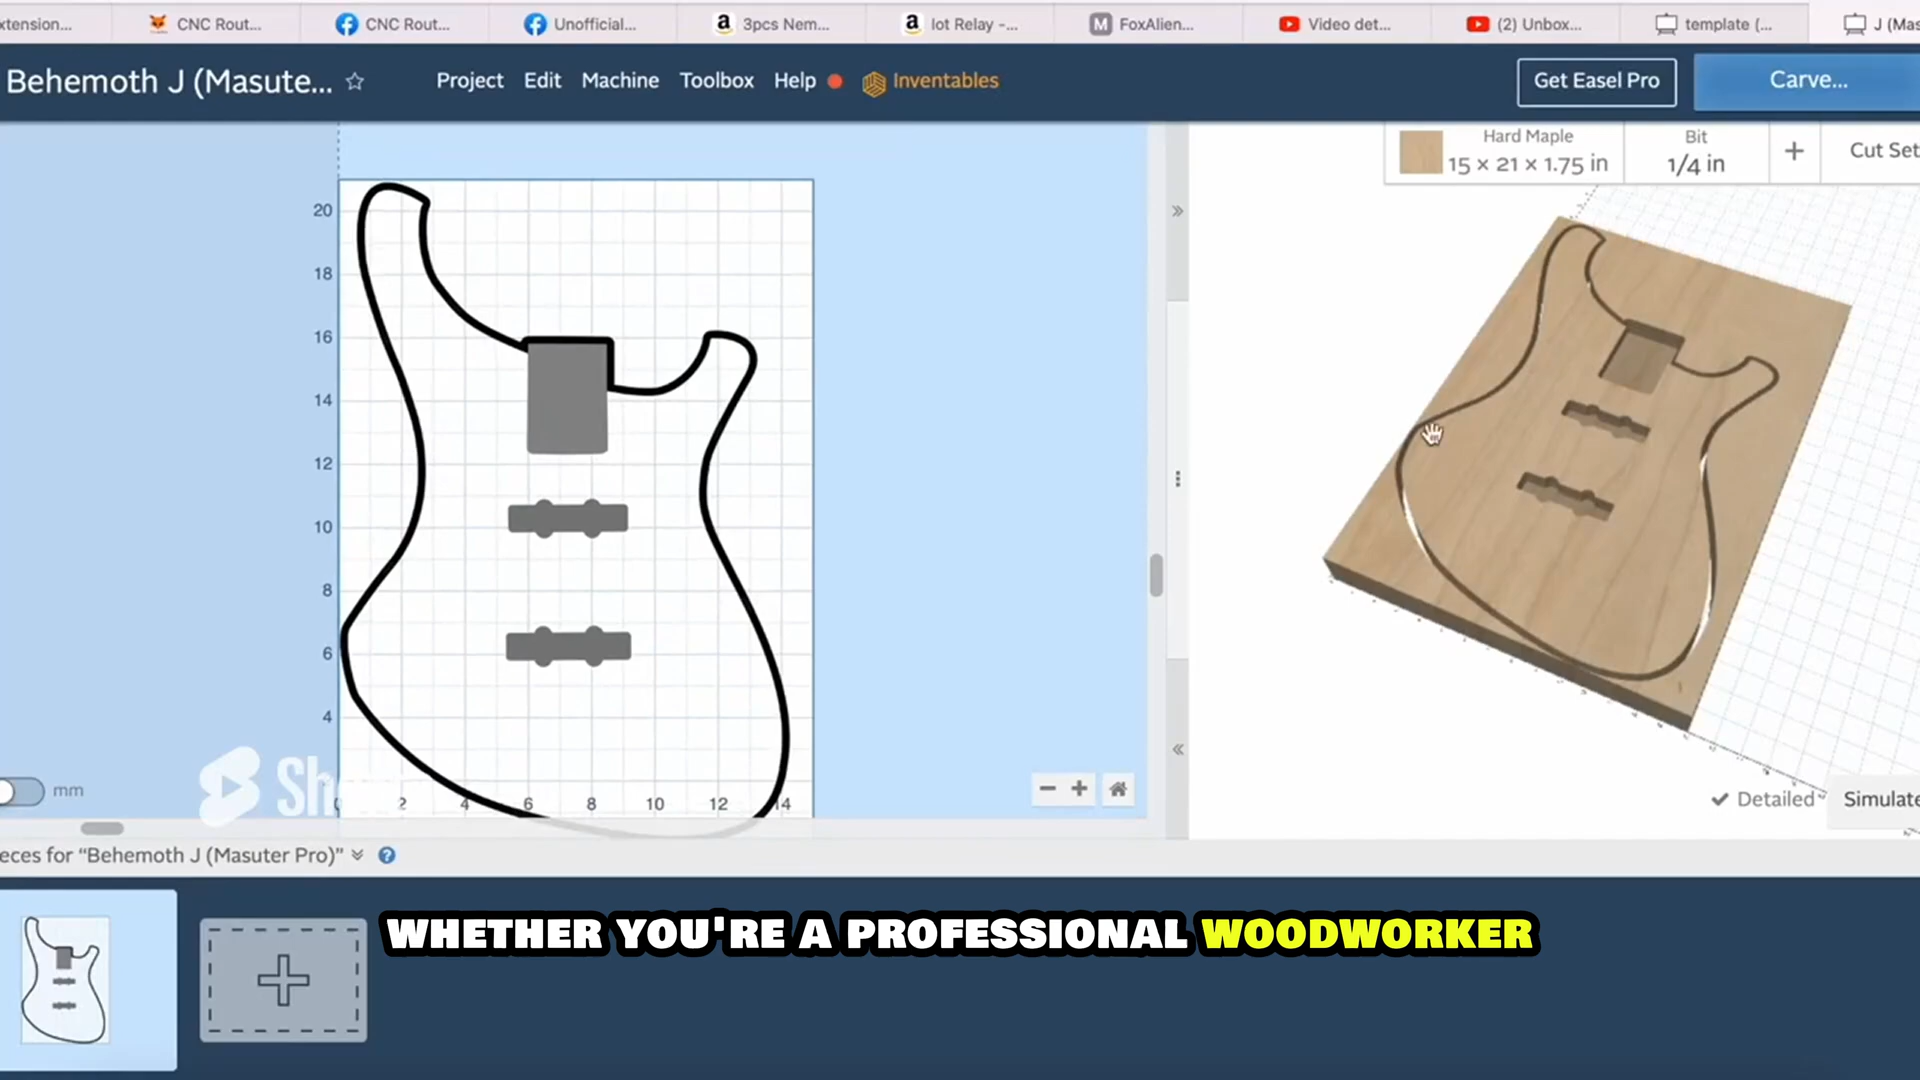 xtension...
CNC Rout...
CNC Rout...
Unofficial...
3pcs Nem...
Iot Relay -...
FoxAlien...
Video det...
(2) Unbox...
template (...
J (Mas
Behemoth J (Masute...
Project
Edit
Machine
Toolbox
Help
Inventables
Get Easel Pro
Carve...
Hard Maple
15 × 21 × 1.75 in
Bit
1/4 in
+
Cut Set
20
18
16
14
12
10
8
6
4
2
4
6
8
10
12
14
mm
Detailed
Simulate
eces for "Behemoth J (Masuter Pro)"
?
WHETHER YOU'RE A PROFESSIONAL WOODWORKER